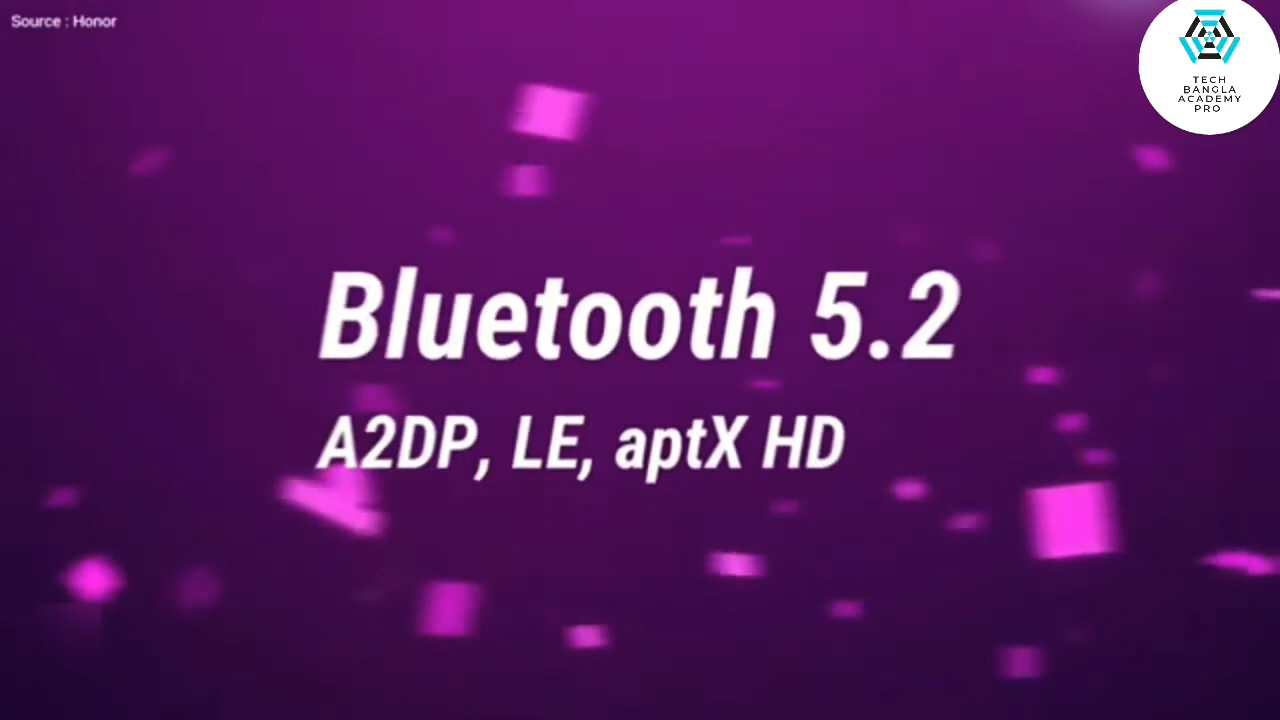 Source : Honor
TECH
BANGLA
ACADEMY
PRO
Bluetooth 5.2
A2DP, LE, aptX HD